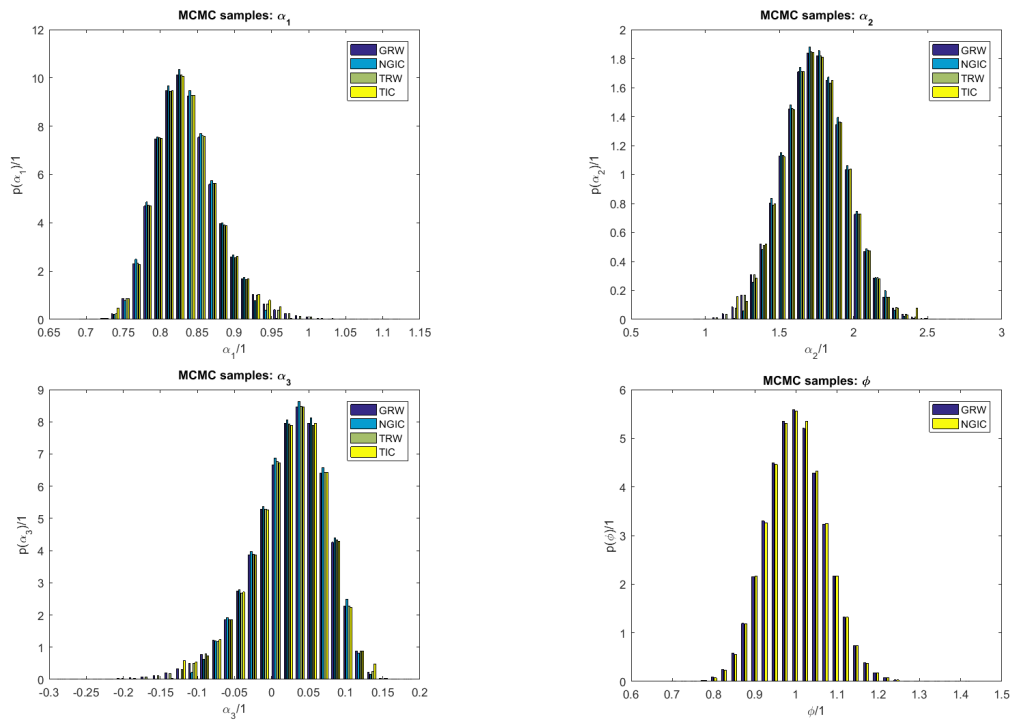 MCMC samples: α1
12
10
8
6
4
2
0
p(α1)/1
0.65 0.7 0.75 0.8 0.85 0.9 0.95 1 1.05 1.1 1.15
α1/1
GRW
NGIC
TRW
TIC
MCMC samples: α2
2
1.8
1.6
1.4
1.2
1
0.8
0.6
0.4
0.2
0
p(α2)/1
0.5 1 1.5 2 2.5 3
α2/1
GRW
NGIC
TRW
TIC
MCMC samples: α3
9
8
7
6
5
4
3
2
1
0
p(α3)/1
-0.3 -0.25 -0.2 -0.15 -0.1 -0.05 0 0.05 0.1 0.15 0.2
α3/1
GRW
NGIC
TRW
TIC
MCMC samples: ϕ
6
5
4
3
2
1
0
p(ϕ)/1
0.6 0.7 0.8 0.9 1 1.1 1.2 1.3 1.4 1.5
ϕ/1
GRW
NGIC